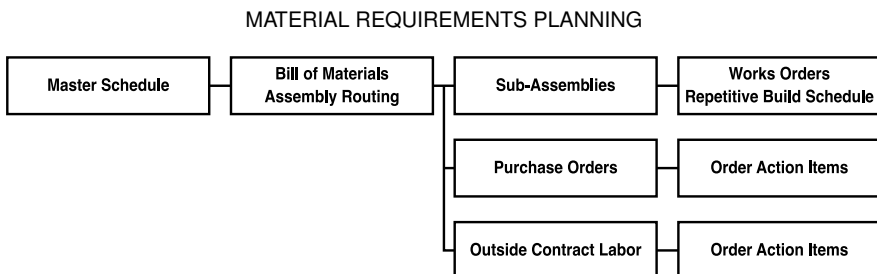 MATERIAL REQUIREMENTS PLANNING
Master Schedule
Bill of Materials
Assembly Routing
Sub-Assemblies
Works Orders
Repetitive Build Schedule
Purchase Orders
Order Action Items
Outside Contract Labor
Order Action Items